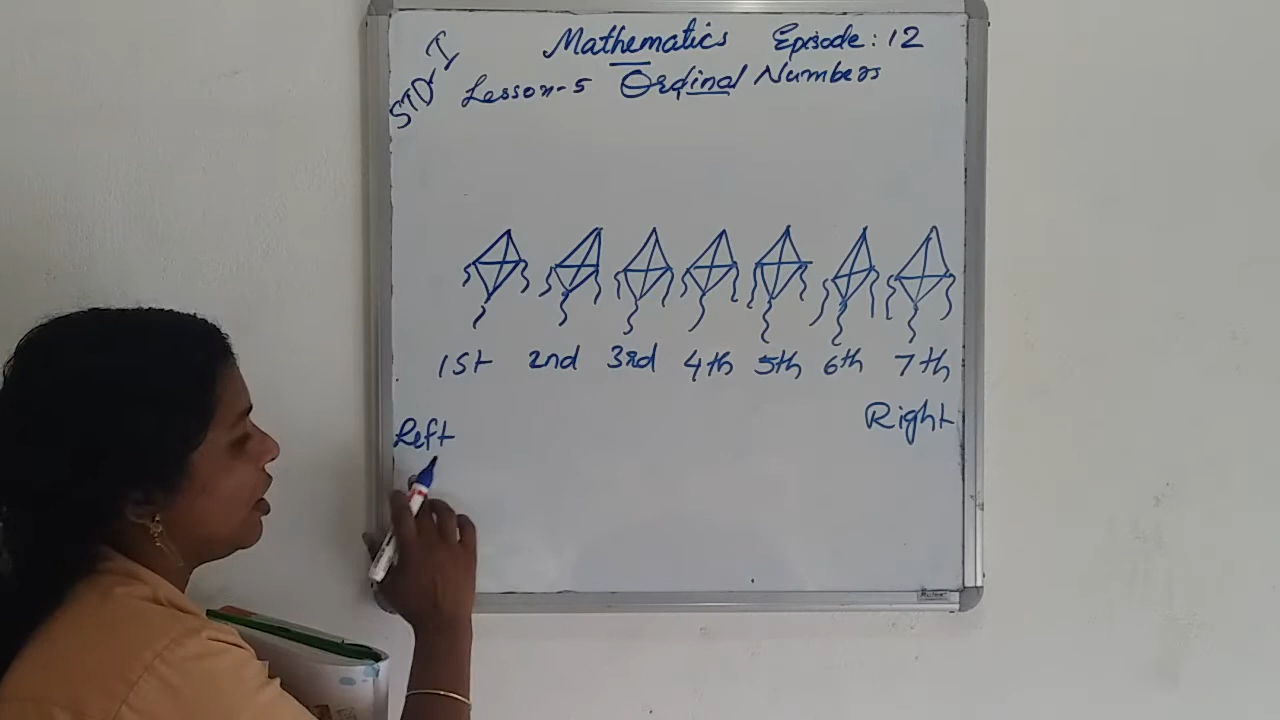 STD-I
Mathematics Episode: 12
Lesson-5 Ordinal Numbers
1st 2nd 3rd 4th 5th 6th 7th
Left Right